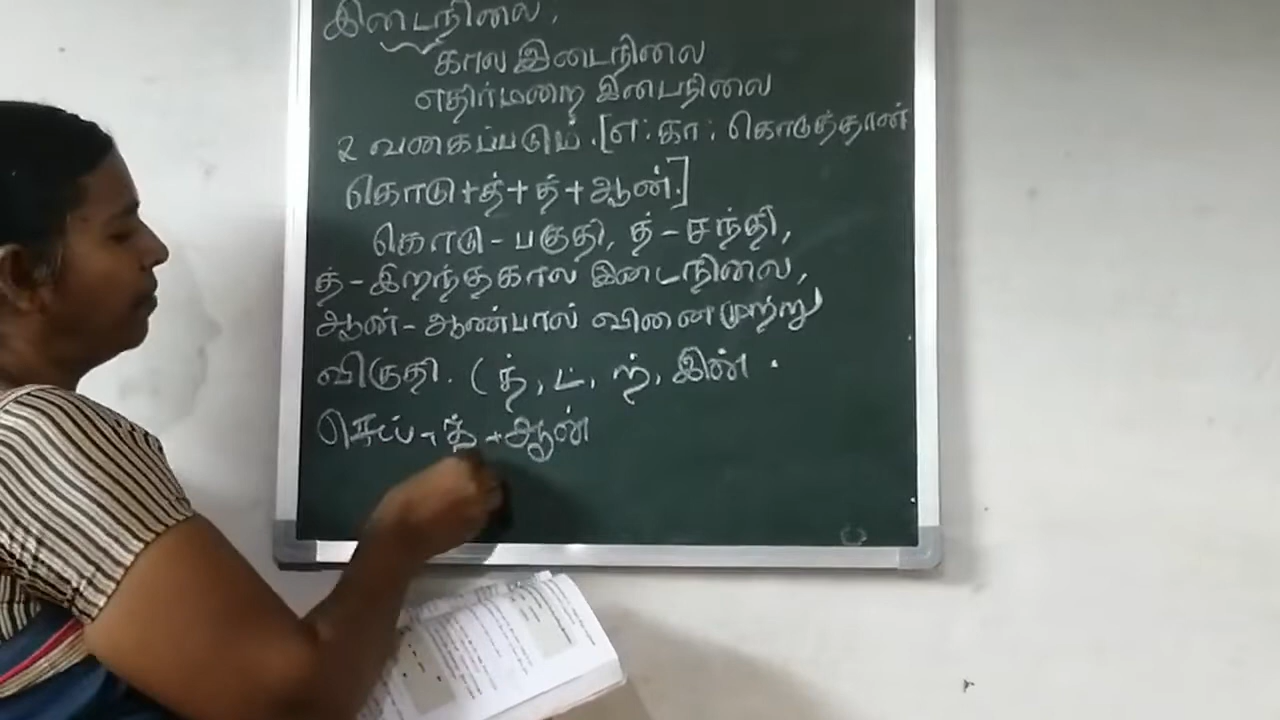 இடைநிலை,
கால இடைநிலை
எதிர்மறை இடைநிலை
2 வகைப்படும். [எ.கா: கொடுத்தான்
கொடு+த்+த்+ஆன்.]
கொடு - பகுதி, த் - சந்தி,
த் - இறந்தகால இடைநிலை,
ஆன் - ஆண்பால் வினைமுற்று
விகுதி. (த், ட், ற், இன் .
செய்+த்+ஆன்